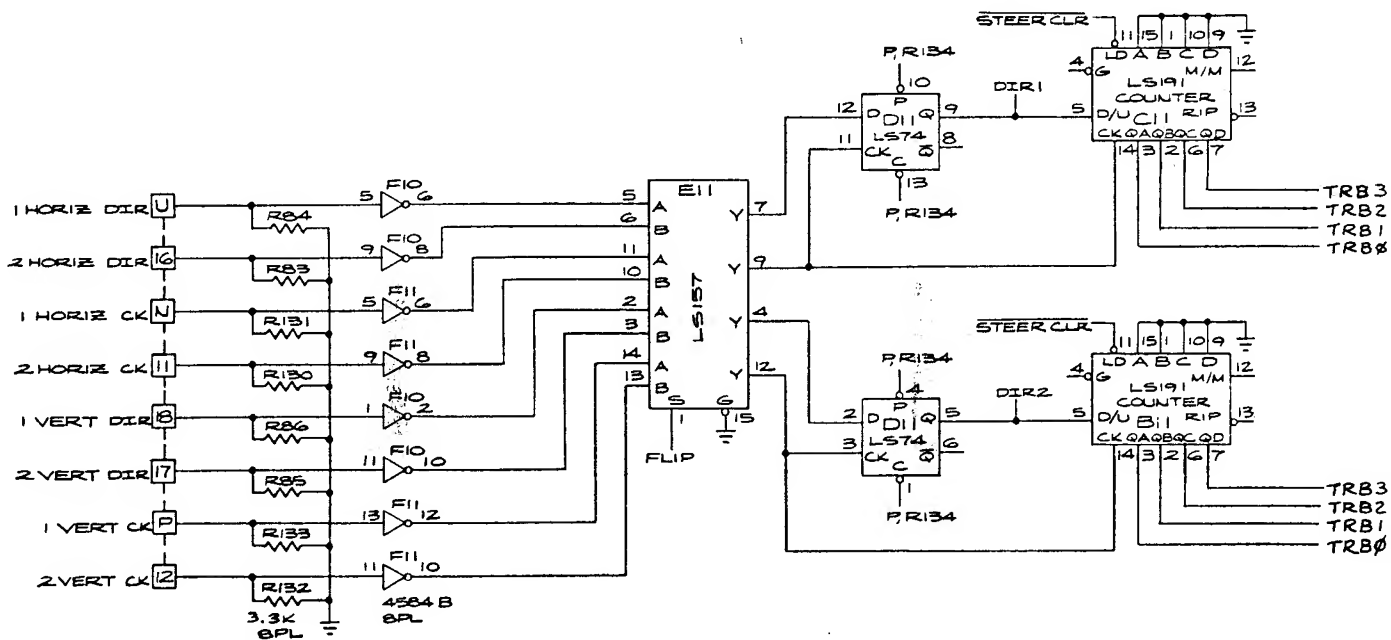 STEER CLR
11 15 1 10 9
4 G LD A B C D M/M 12
LS191
COUNTER
5 D/U C11 RIP 13
CK QA QB QC QD
14 3 2 6 7
TRB3
TRB2
TRB1
TRBØ
P, R134
10
P
12 D D11 Q 9
LS74
11 CK Q 8
C
13
P, R134
DIR1
1 HORIZ DIR U
R84
5 F10 6
2 HORIZ DIR 16
R83
9 F10 8
1 HORIZ CK N
R131
5 F11 6
2 HORIZ CK 11
R130
9 F11 8
1 VERT DIR 18
R86
1 F10 2
2 VERT DIR 17
R85
11 F10 10
1 VERT CK P
R133
13 F11 12
2 VERT CK 12
R132
11 F11 10
3.3K
8PL
4584B
8PL
E11
LS157
5 A Y 7
6 B
11 A Y 9
10 B
2 A Y 4
3 B
14 A Y 12
13 B
S G
1 15
FLIP
P, R134
4
P
2 D D11 Q 5
LS74
3 CK Q 6
C
1
P, R134
DIR2
STEER CLR
11 15 1 10 9
4 G LD A B C D M/M 12
LS191
COUNTER
5 D/U B11 RIP 13
CK QA QB QC QD
14 3 2 6 7
TRB3
TRB2
TRB1
TRBØ